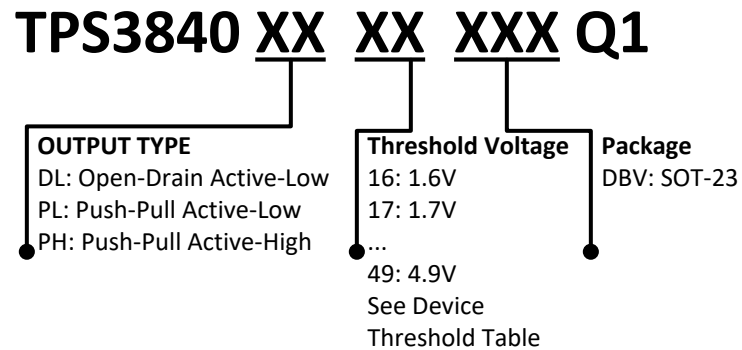 TPS3840 XX XX XXX Q1
OUTPUT TYPE
DL: Open-Drain Active-Low
PL: Push-Pull Active-Low
PH: Push-Pull Active-High
Threshold Voltage
16: 1.6V
17: 1.7V
...
49: 4.9V
See Device
Threshold Table
Package
DBV: SOT-23